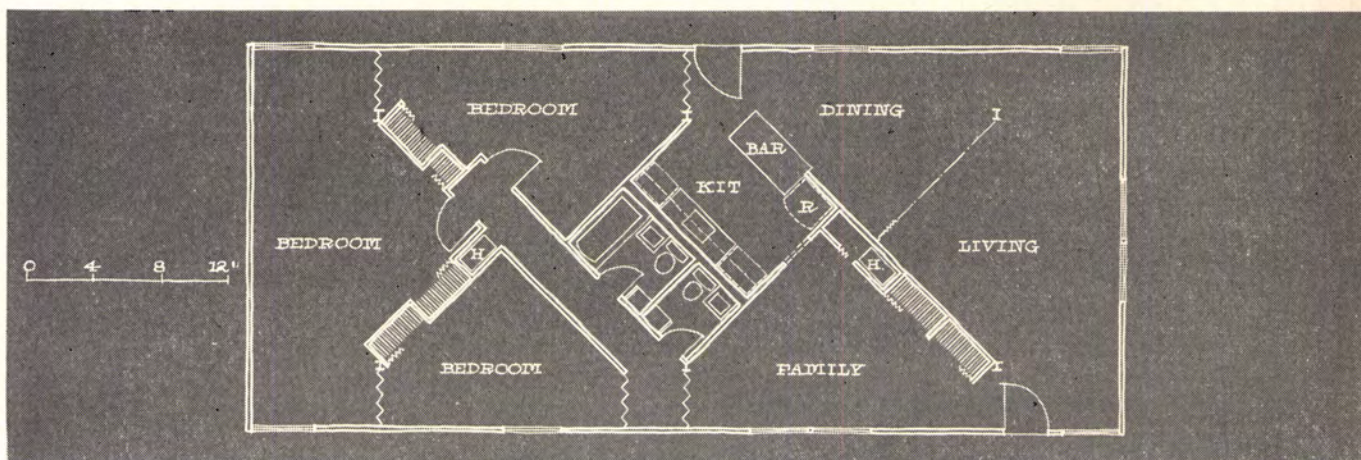 BEDROOM
DINING
BAR
KIT
R
BEDROOM
LIVING
H
H
0 4 8 12"
BEDROOM
FAMILY